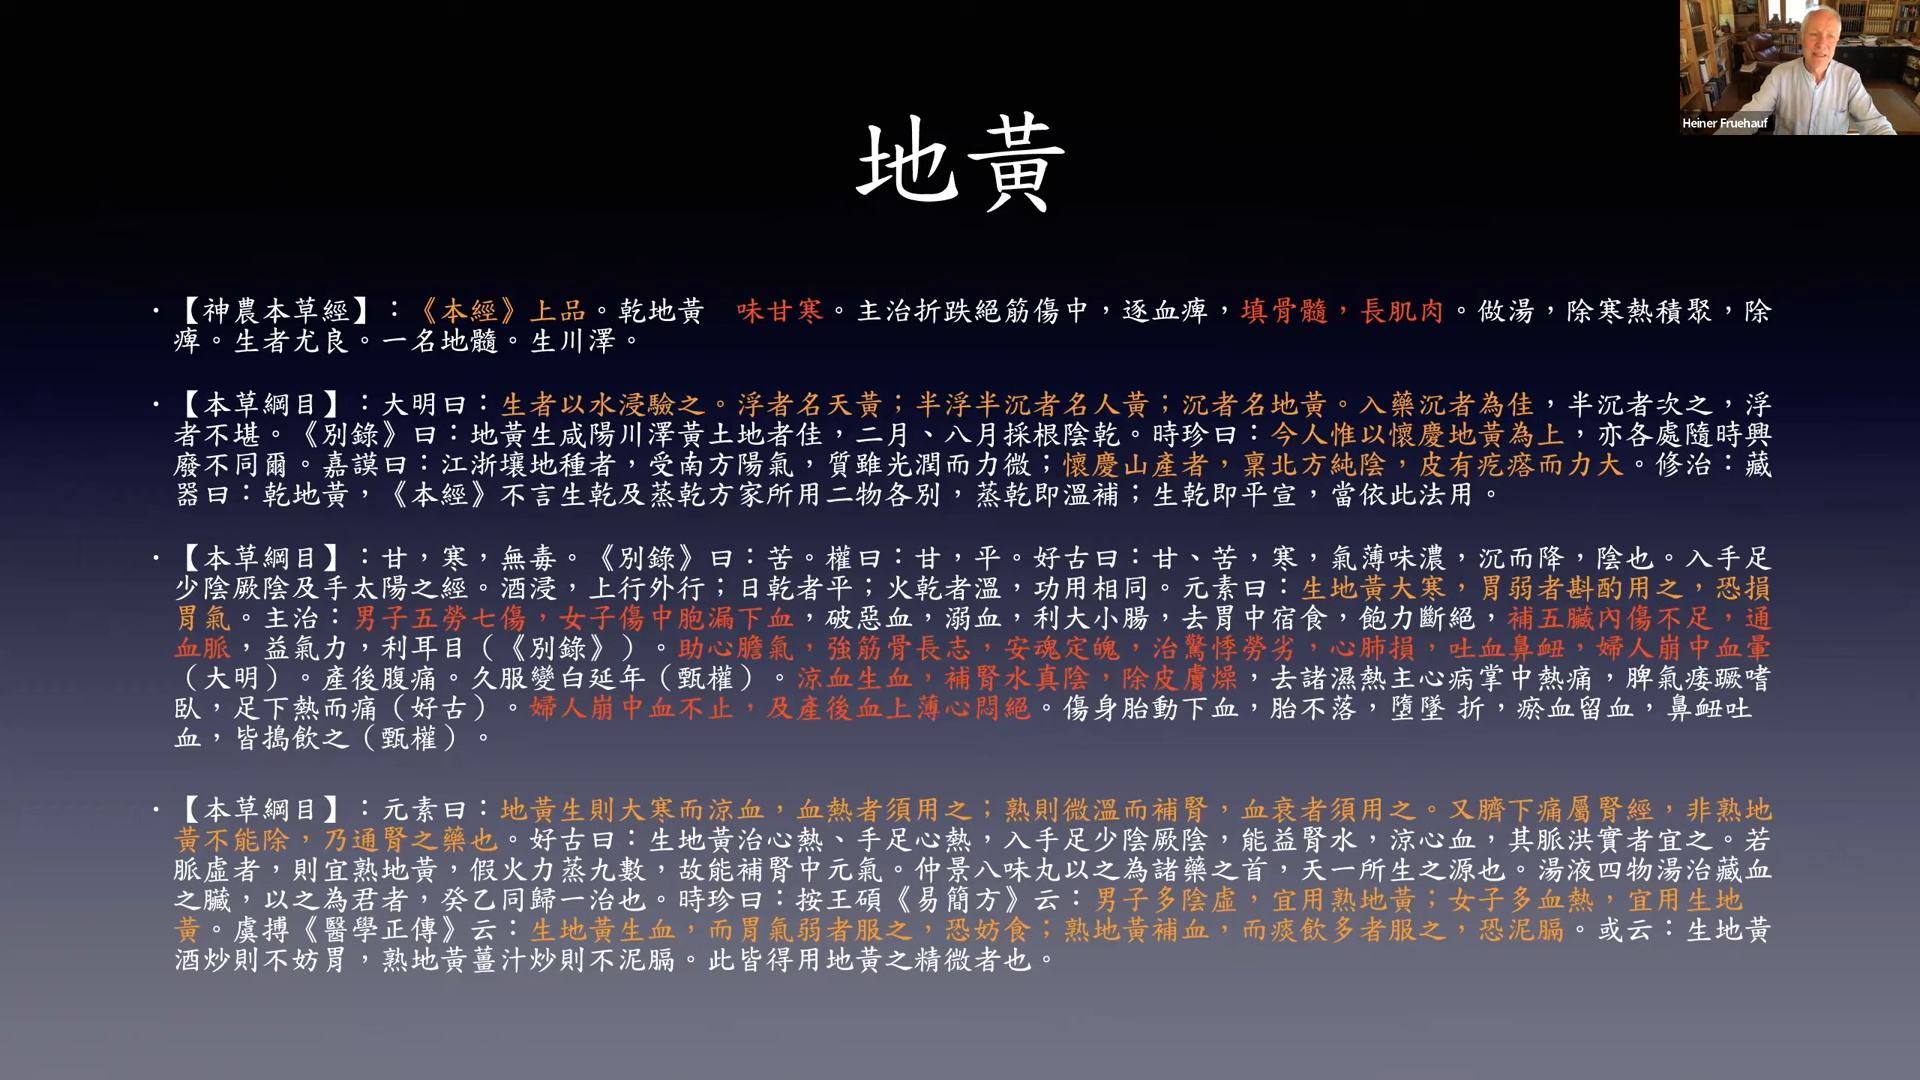 Heiner Fruehauf
地黃
・【神農本草經】：《本經》上品。乾地黃　味甘寒。主治折跌絕筋傷中，逐血痺，填骨髓，長肌肉。做湯，除寒熱積聚，除
痺。生者尤良。一名地髓。生川澤。
・【本草綱目】：大明曰：生者以水浸驗之。浮者名天黃；半浮半沉者名人黃；沉者名地黃。入藥沉者為佳，半沉者次之，浮
者不堪。《別錄》曰：地黃生咸陽川澤黃土地者佳，二月、八月採根陰乾。時珍曰：今人惟以懷慶地黃為上，亦各處隨時興
廢不同爾。嘉謨曰：江浙壤地種者，受南方陽氣，質雖光潤而力微；懷慶山產者，稟北方純陰，皮有疙瘩而力大。修治：藏
器曰：乾地黃，《本經》不言生乾及蒸乾方家所用二物各別，蒸乾即溫補；生乾即平宣，當依此法用。
・【本草綱目】：甘，寒，無毒。《別錄》曰：苦。權曰：甘，平。好古曰：甘、苦，寒，氣薄味濃，沉而降，陰也。入手足
少陰厥陰及手太陽之經。酒浸，上行外行；日乾者平；火乾者溫，功用相同。元素曰：生地黃大寒，胃弱者斟酌用之，恐損
胃氣。主治：男子五勞七傷，女子傷中胞漏下血，破惡血，溺血，利大小腸，去胃中宿食，飽力斷絕，補五臟內傷不足，通
血脈，益氣力，利耳目（《別錄》）。助心膽氣，強筋骨長志，安魂定魄，治驚悸勞劣，心肺損，吐血鼻衄，婦人崩中血暈
（大明）。產後腹痛。久服變白延年（甄權）。涼血生血，補腎水真陰，除皮膚燥，去諸濕熱主心病掌中熱痛，脾氣痿蹶嗜
臥，足下熱而痛（好古）。婦人崩中血不止，及產後血上薄心悶絕。傷身胎動下血，胎不落，墮墜 折，瘀血留血，鼻衄吐
血，皆搗飲之（甄權）。
・【本草綱目】：元素曰：地黃生則大寒而涼血，血熱者須用之；熟則微溫而補腎，血衰者須用之。又臍下痛屬腎經，非熟地
黃不能除，乃通腎之藥也。好古曰：生地黃治心熱、手足心熱，入手足少陰厥陰，能益腎水，涼心血，其脈洪實者宜之。若
脈虛者，則宜熟地黃，假火力蒸九數，故能補腎中元氣。仲景八味丸以之為諸藥之首，天一所生之源也。湯液四物湯治藏血
之臟，以之為君者，癸乙同歸一治也。時珍曰：按王碩《易簡方》云：男子多陰虛，宜用熟地黃；女子多血熱，宜用生地
黃。虞搏《醫學正傳》云：生地黃生血，而胃氣弱者服之，恐妨食；熟地黃補血，而痰飲多者服之，恐泥膈。或云：生地黃
酒炒則不妨胃，熟地黃薑汁炒則不泥膈。此皆得用地黃之精微者也。